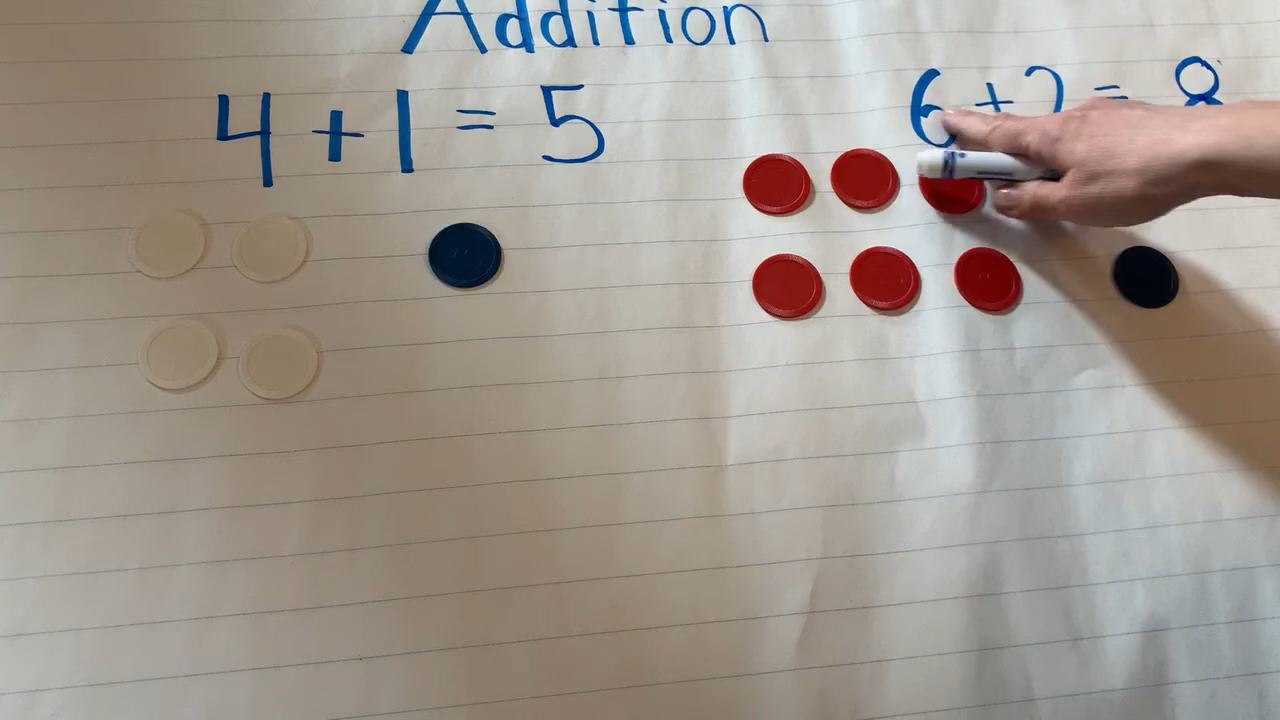 Addition
4 + 1 = 5
6 + 2 = 8